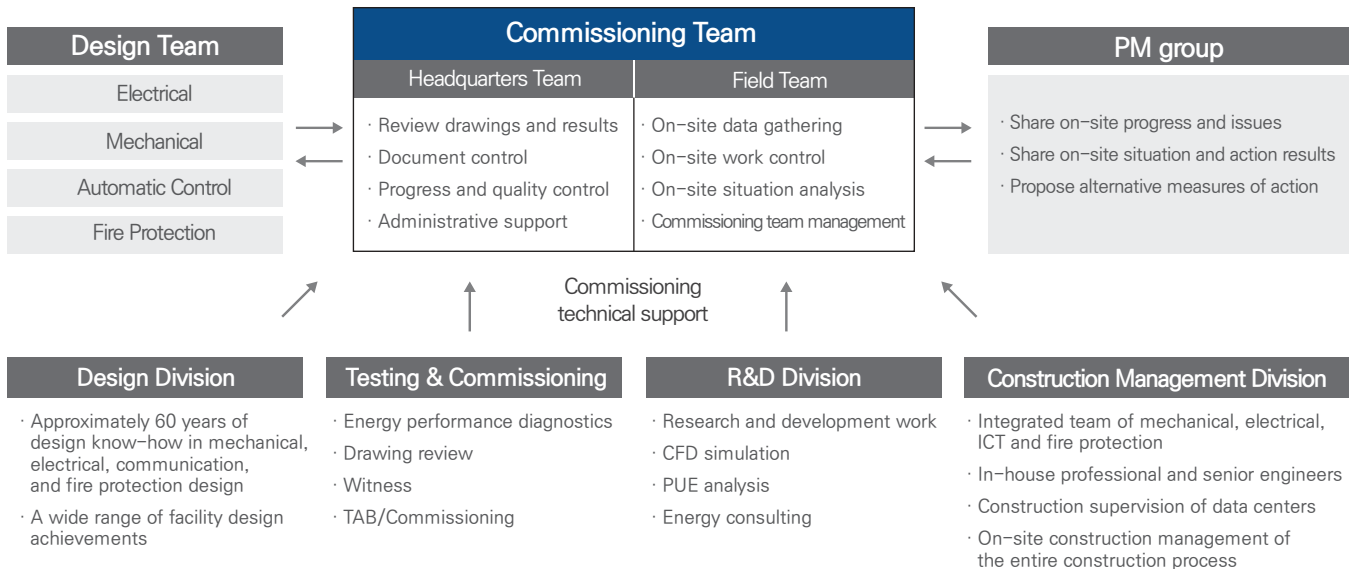 Design Team
Electrical
Mechanical
Automatic Control
Fire Protection
Commissioning Team
Headquarters Team
· Review drawings and results
· Document control
· Progress and quality control
· Administrative support
Field Team
· On-site data gathering
· On-site work control
· On-site situation analysis
· Commissioning team management
PM group
· Share on-site progress and issues
· Share on-site situation and action results
· Propose alternative measures of action
Commissioning
technical support
Design Division
· Approximately 60 years of
design know-how in mechanical,
electrical, communication,
and fire protection design
· A wide range of facility design
achievements
Testing & Commissioning
· Energy performance diagnostics
· Drawing review
· Witness
· TAB/Commissioning
R&D Division
· Research and development work
· CFD simulation
· PUE analysis
· Energy consulting
Construction Management Division
· Integrated team of mechanical, electrical,
ICT and fire protection
· In-house professional and senior engineers
· Construction supervision of data centers
· On-site construction management of
the entire construction process